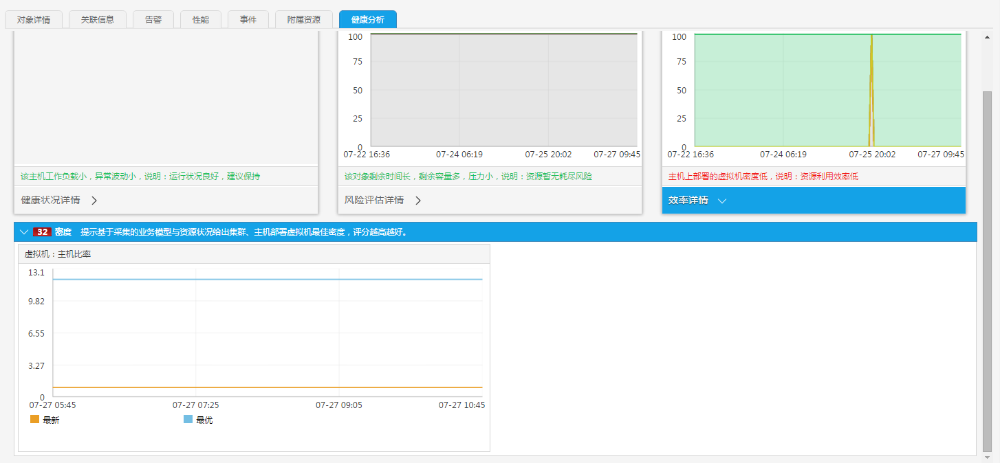 对象详情 关联信息 告警 性能 事件 附属资源 健康分析
100
75
50
25
0
07-22 16:36 07-24 06:19 07-25 20:02 07-27 09:45
100
75
50
25
0
07-22 16:36 07-24 06:19 07-25 20:02 07-27 09:45
该主机工作负载小，异常波动小，说明：运行状况良好，建议保持
该对象剩余时间长，剩余容量多，压力小，说明：资源暂无耗尽风险
主机上部署的虚拟机密度低，说明：资源利用效率低
健康状况详情
风险评估详情
效率详情
32 密度 提示基于采集的业务模型与资源状况给出集群、主机部署虚拟机最佳密度，评分越高越好。
虚拟机：主机比率
13.1
9.82
6.55
3.27
0
07-27 05:45 07-27 07:25 07-27 09:05 07-27 10:45
最新 最优